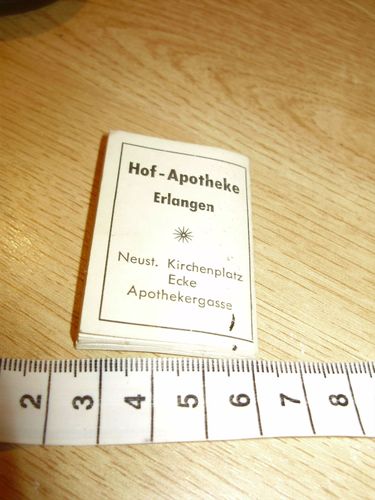 Hof-Apotheke
Erlangen
Neust. Kirchenplatz
Ecke
Apothekergasse
2 3 4 5 6 7 8